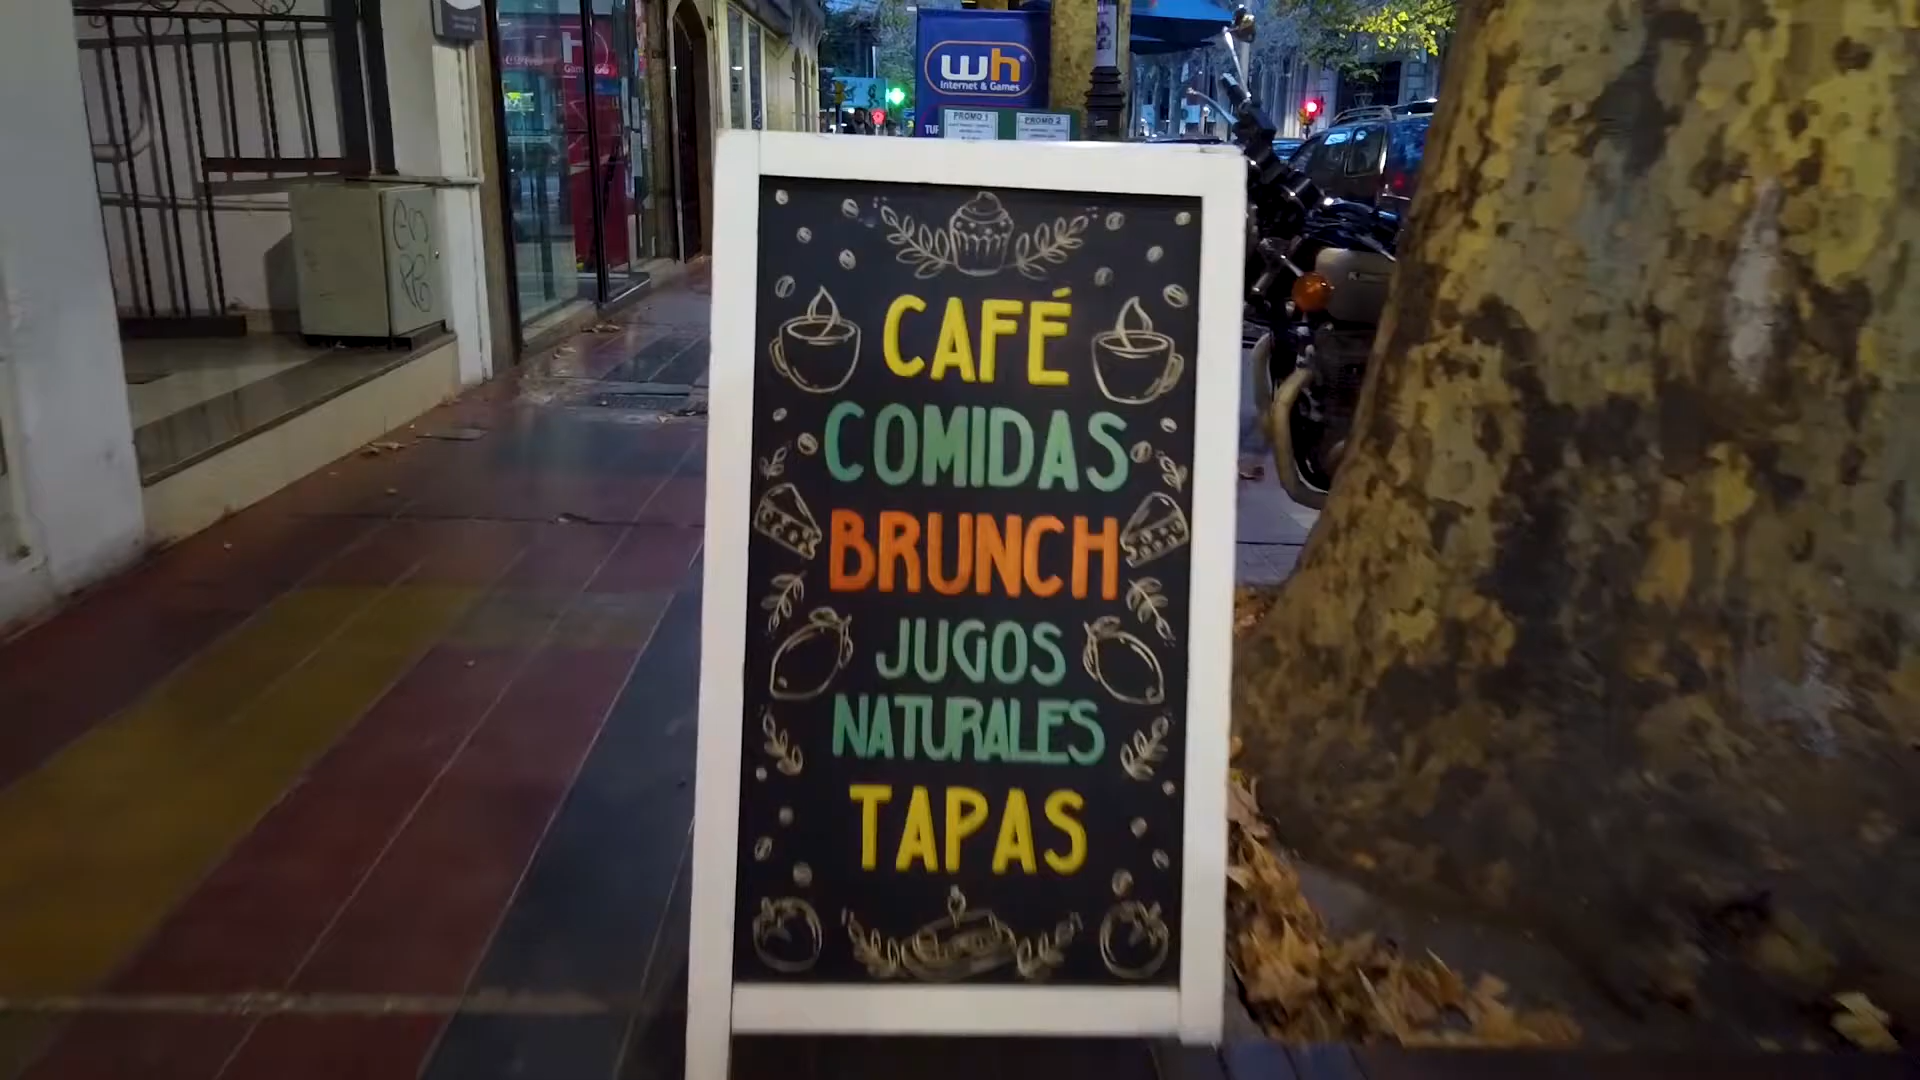 wh
Internet & Games
PROMO 1
PROMO 2
CAFÉ
COMIDAS
BRUNCH
JUGOS
NATURALES
TAPAS